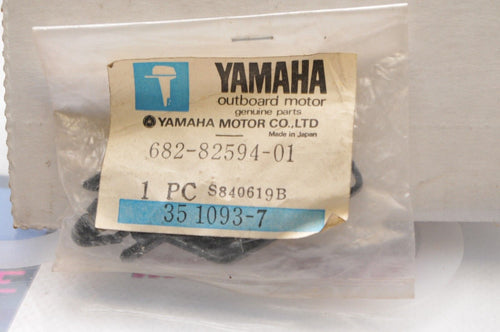 YAMAHA
outboard motor
genuine parts
YAMAHA MOTOR CO.,LTD
Made in Japan
682-82594-01
1 PC S840619B
35 1093-7